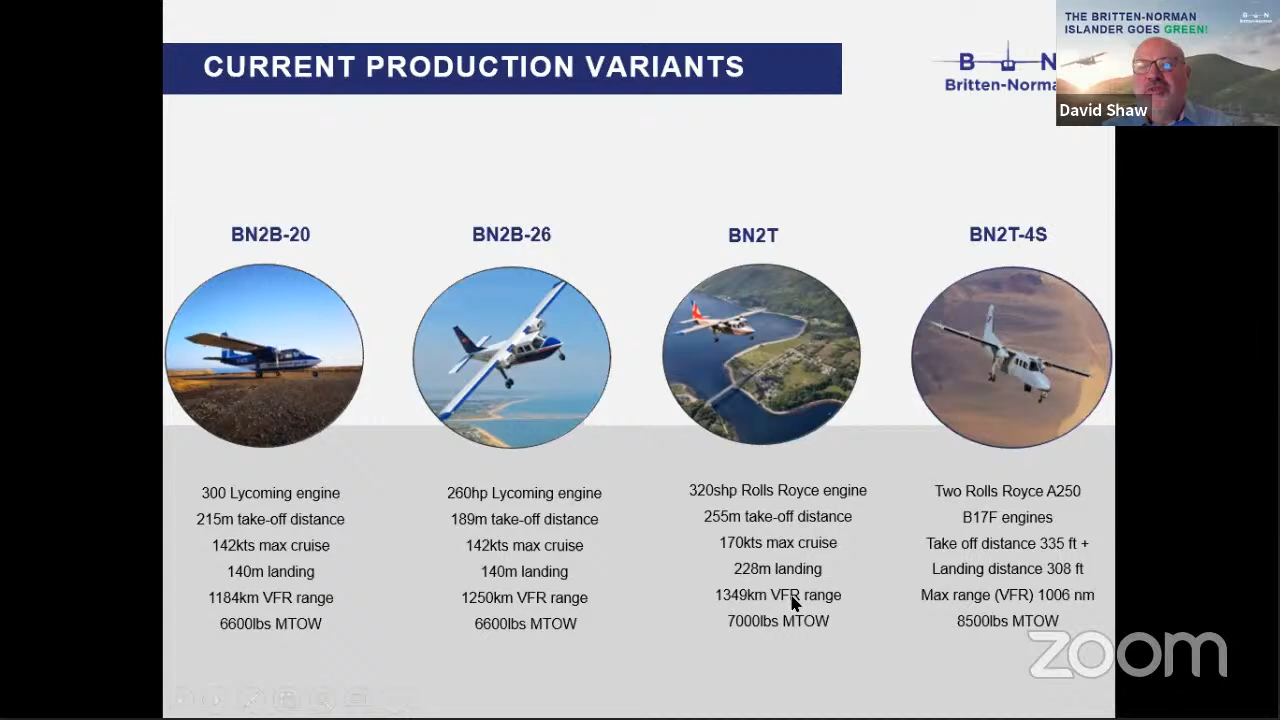 CURRENT PRODUCTION VARIANTS
B N
Britten-Norma
THE BRITTEN-NORMAN
ISLANDER GOES GREEN!
B N
Britten-Norman
David Shaw
BN2B-20
300 Lycoming engine
215m take-off distance
142kts max cruise
140m landing
1184km VFR range
6600lbs MTOW
BN2B-26
260hp Lycoming engine
189m take-off distance
142kts max cruise
140m landing
1250km VFR range
6600lbs MTOW
BN2T
320shp Rolls Royce engine
255m take-off distance
170kts max cruise
228m landing
1349km VFR range
7000lbs MTOW
BN2T-4S
Two Rolls Royce A250
B17F engines
Take off distance 335 ft +
Landing distance 308 ft
Max range (VFR) 1006 nm
8500lbs MTOW
zoom